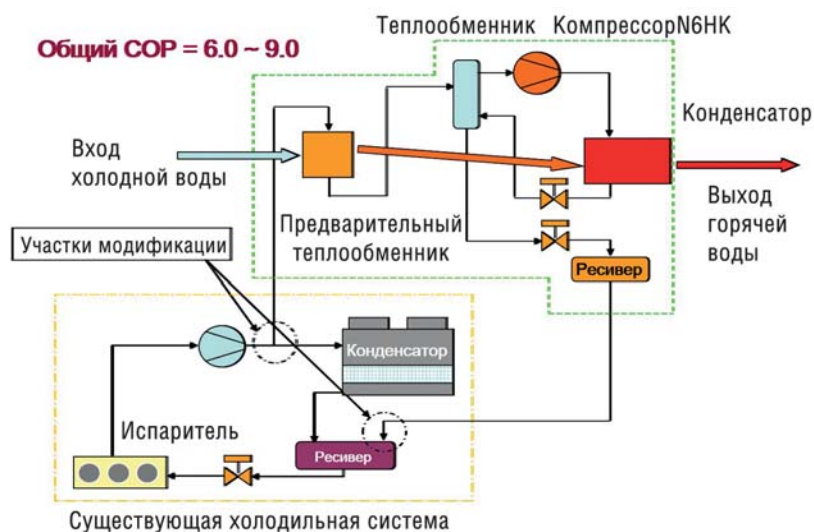 Теплообменник КомпрессорN6HK
Общий COP = 6.0 ~ 9.0
Конденсатор
Вход
холодной воды
Выход
горячей
воды
Предварительный
теплообменник
Участки модификации
Ресивер
Конденсатор
Испаритель
Ресивер
Существующая холодильная система